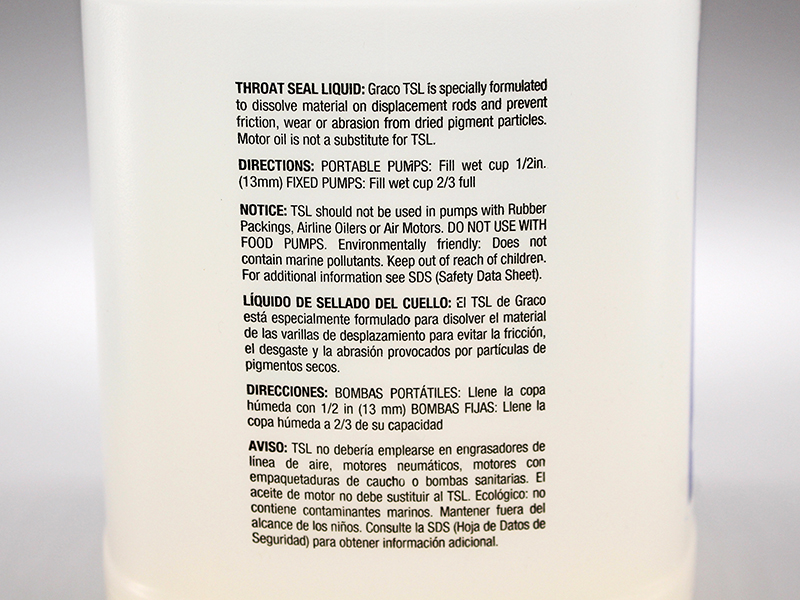 THROAT SEAL LIQUID: Graco TSL is specially formulated
to dissolve material on displacement rods and prevent
friction, wear or abrasion from dried pigment particles.
Motor oil is not a substitute for TSL.
DIRECTIONS: PORTABLE PUMPS: Fill wet cup 1/2in.
(13mm) FIXED PUMPS: Fill wet cup 2/3 full
NOTICE: TSL should not be used in pumps with Rubber
Packings, Airline Oilers or Air Motors. DO NOT USE WITH
FOOD PUMPS. Environmentally friendly: Does not
contain marine pollutants. Keep out of reach of children.
For additional information see SDS (Safety Data Sheet).
LÍQUIDO DE SELLADO DEL CUELLO: El TSL de Graco
está especialmente formulado para disolver el material
de las varillas de desplazamiento para evitar la fricción,
el desgaste y la abrasión provocados por partículas de
pigmentos secos.
DIRECCIONES: BOMBAS PORTÁTILES: Llene la copa
húmeda con 1/2 in (13 mm) BOMBAS FIJAS: Llene la
copa húmeda a 2/3 de su capacidad
AVISO: TSL no debería emplearse en engrasadores de
línea de aire, motores neumáticos, motores con
empaquetaduras de caucho o bombas sanitarias. El
aceite de motor no debe sustituir al TSL. Ecológico: no
contiene contaminantes marinos. Mantener fuera del
alcance de los niños. Consulte la SDS (Hoja de Datos de
Seguridad) para obtener información adicional.